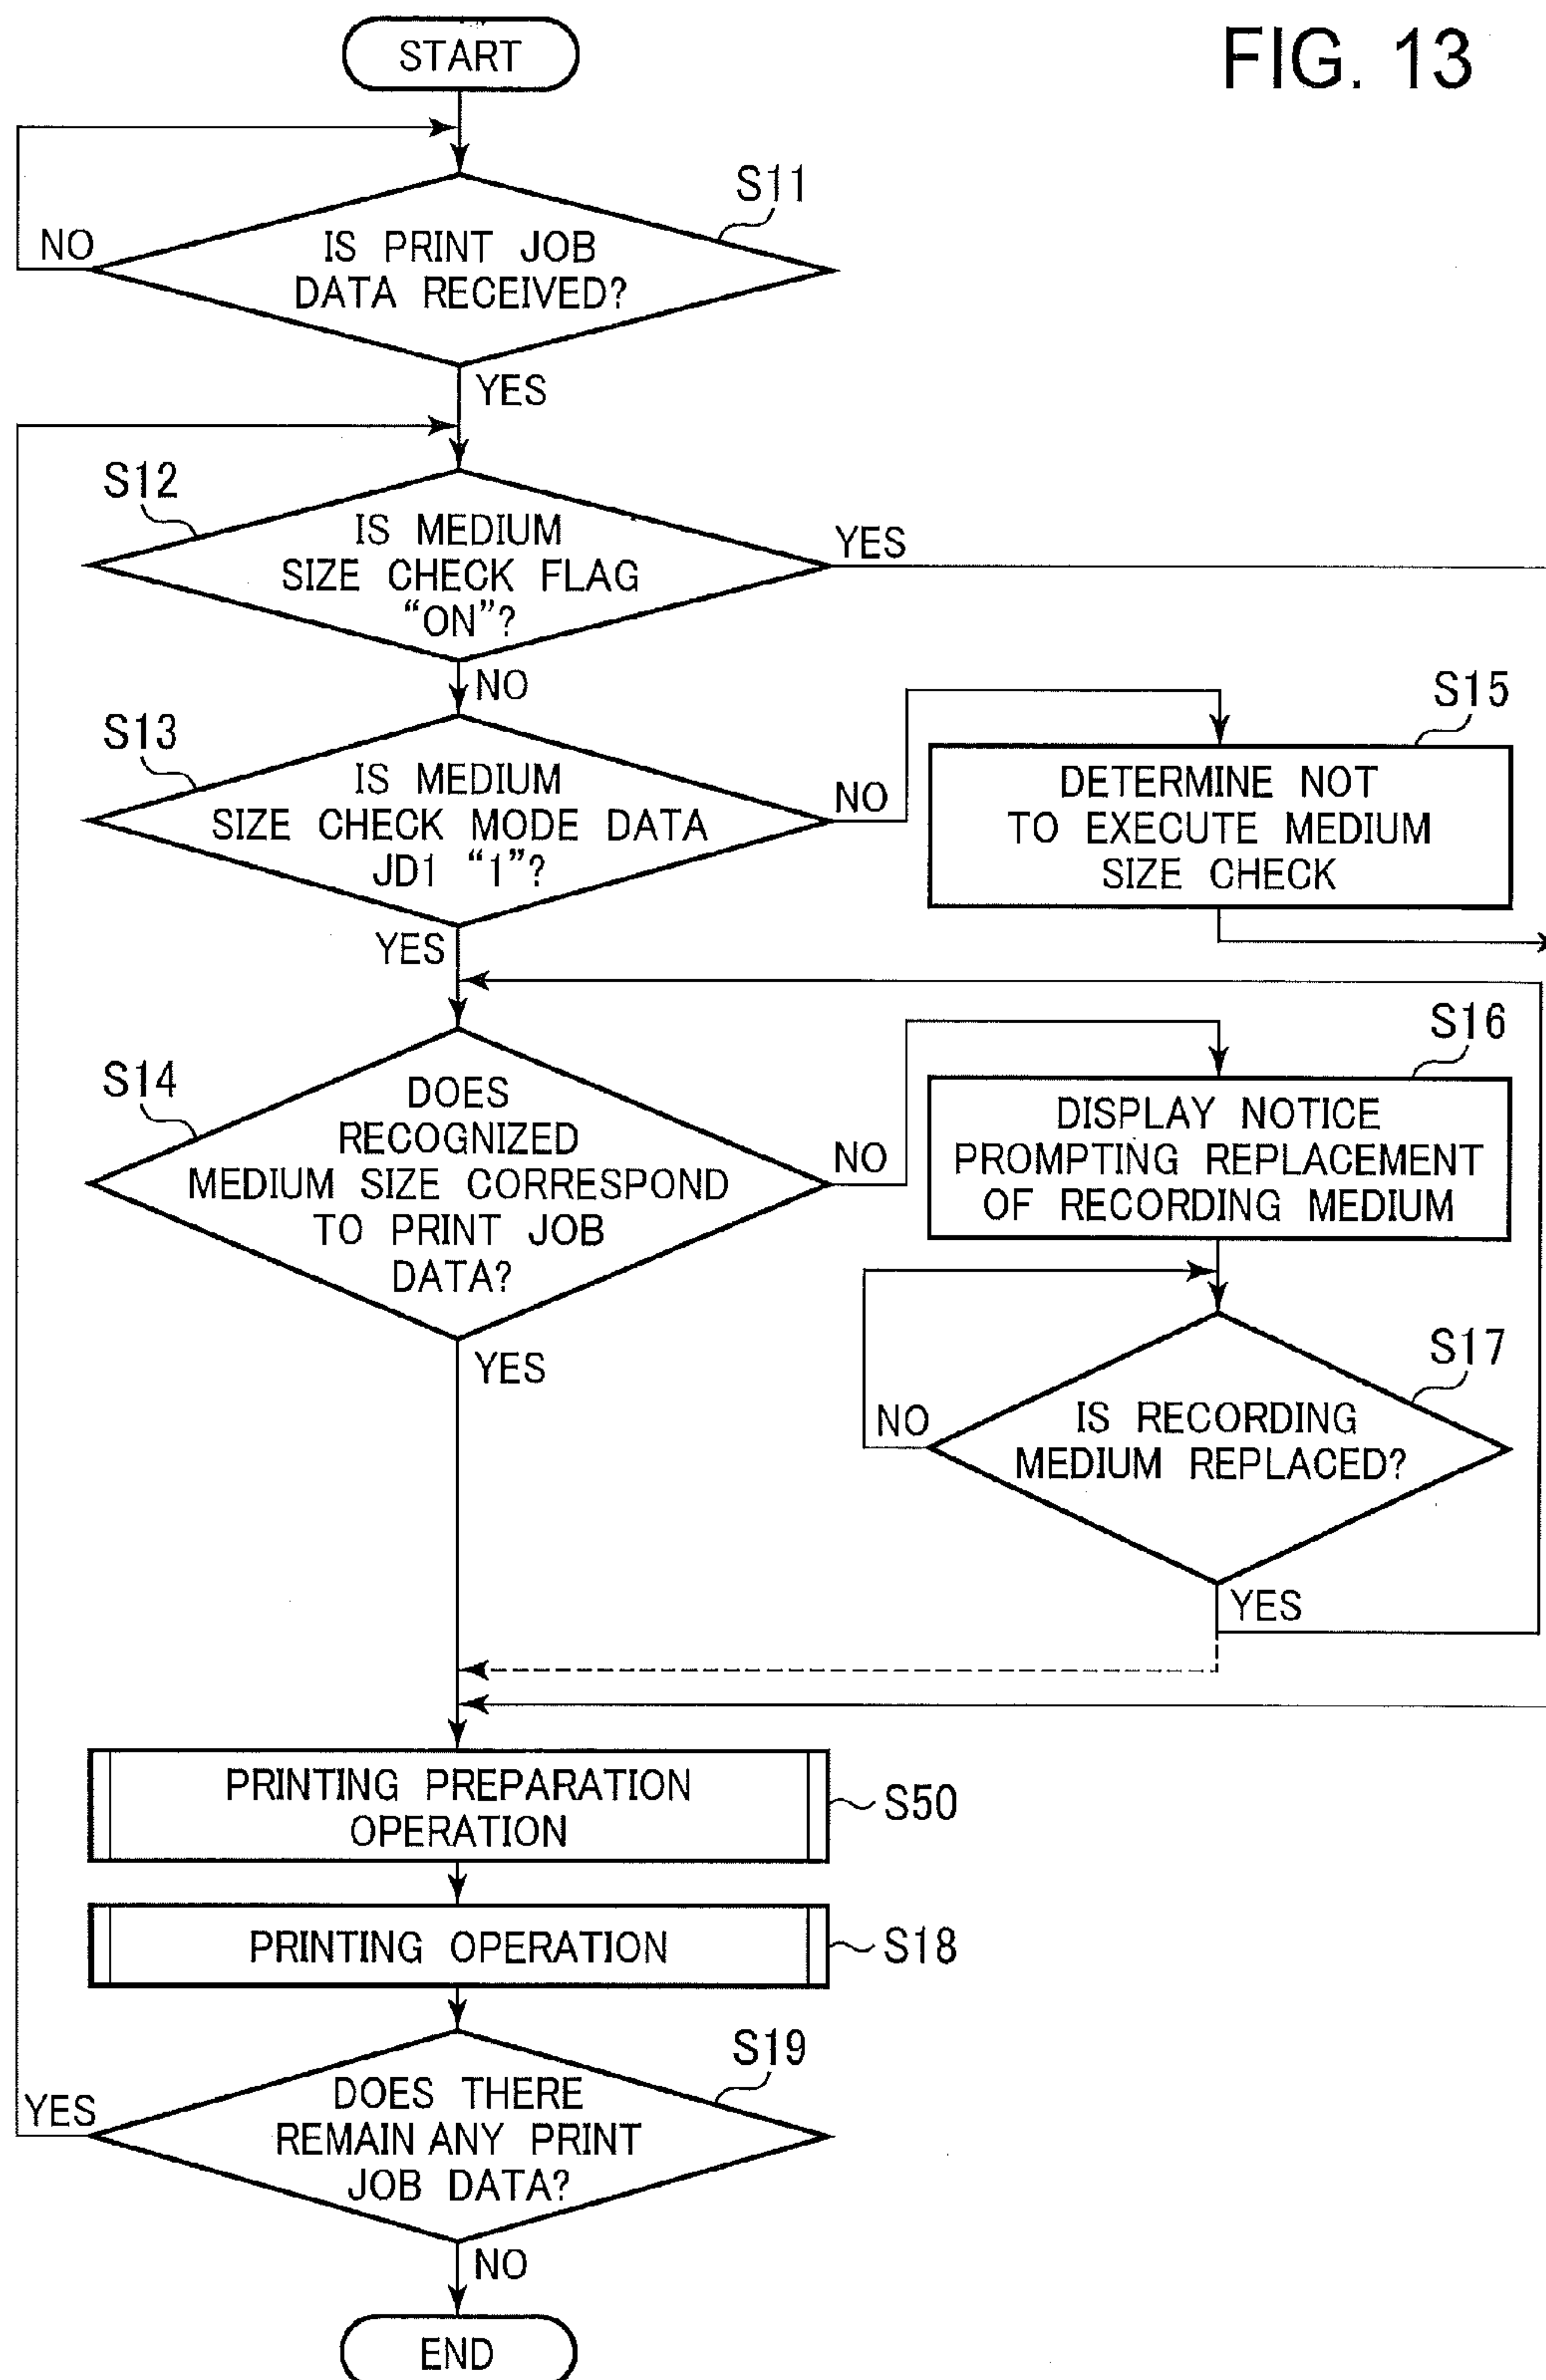 FIG. 13
START
S11
IS PRINT JOB
DATA RECEIVED?
NO
YES
S12
IS MEDIUM
SIZE CHECK FLAG
“ON”?
YES
NO
S13
IS MEDIUM
SIZE CHECK MODE DATA
JD1 “1”?
NO
YES
S15
DETERMINE NOT
TO EXECUTE MEDIUM
SIZE CHECK
S14
DOES
RECOGNIZED
MEDIUM SIZE CORRESPOND
TO PRINT JOB
DATA?
NO
YES
S16
DISPLAY NOTICE
PROMPTING REPLACEMENT
OF RECORDING MEDIUM
S17
IS RECORDING
MEDIUM REPLACED?
NO
YES
PRINTING PREPARATION
OPERATION
S50
PRINTING OPERATION
S18
S19
DOES THERE
REMAIN ANY PRINT
JOB DATA?
YES
NO
END